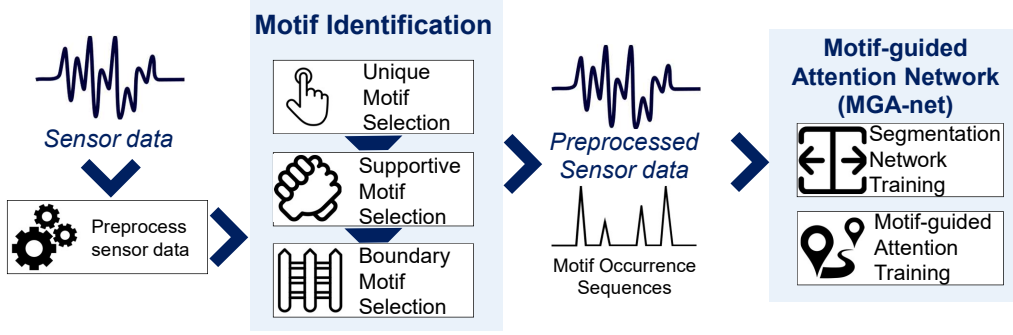 Sensor data
Preprocess
sensor data
Motif Identification
Unique
Motif
Selection
Supportive
Motif
Selection
Boundary
Motif
Selection
Preprocessed
Sensor data
Motif Occurrence
Sequences
Motif-guided
Attention Network
(MGA-net)
Segmentation
Network
Training
Motif-guided
Attention
Training